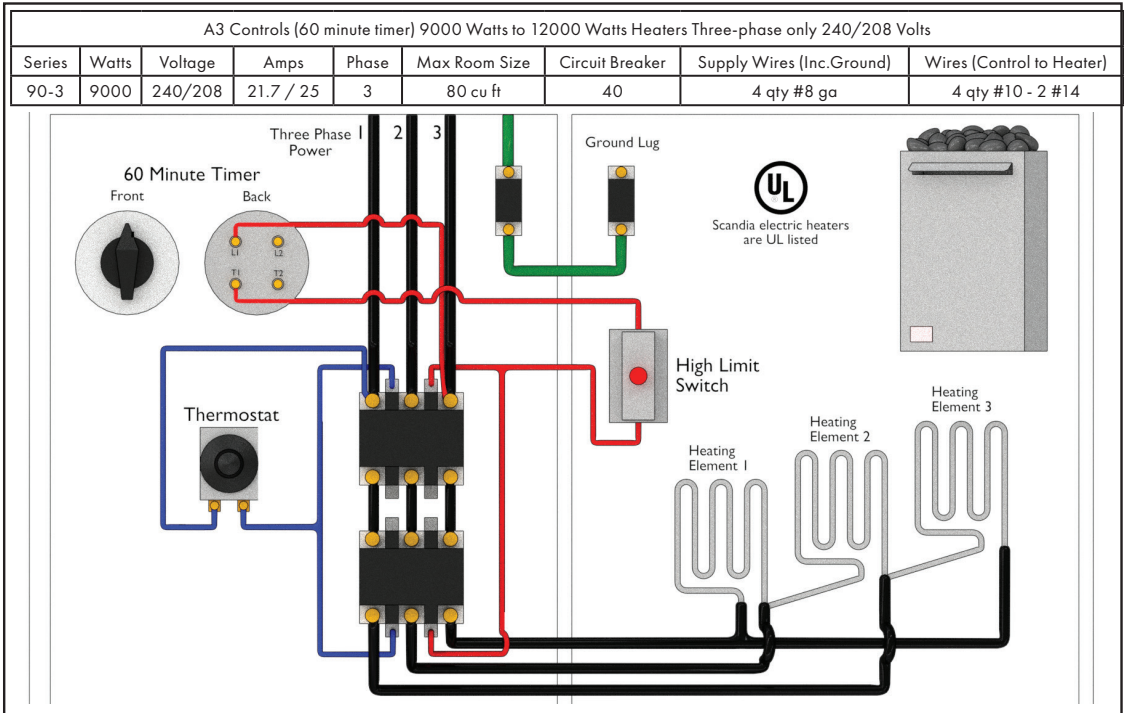 A3 Controls (60 minute timer) 9000 Watts to 12000 Watts Heaters Three-phase only 240/208 Volts
Series Watts Voltage Amps Phase Max Room Size Circuit Breaker Supply Wires (Inc.Ground) Wires (Control to Heater)
90-3 9000 240/208 21.7 / 25 3 80 cu ft 40 4 qty #8 ga 4 qty #10 - 2 #14
Three Phase 1 2 3
Power
Ground Lug
60 Minute Timer
Front Back
L1 L2
T1 T2
UL
®
Scandia electric heaters
are UL listed
High Limit
Switch
Thermostat
Heating
Element 1
Heating
Element 2
Heating
Element 3